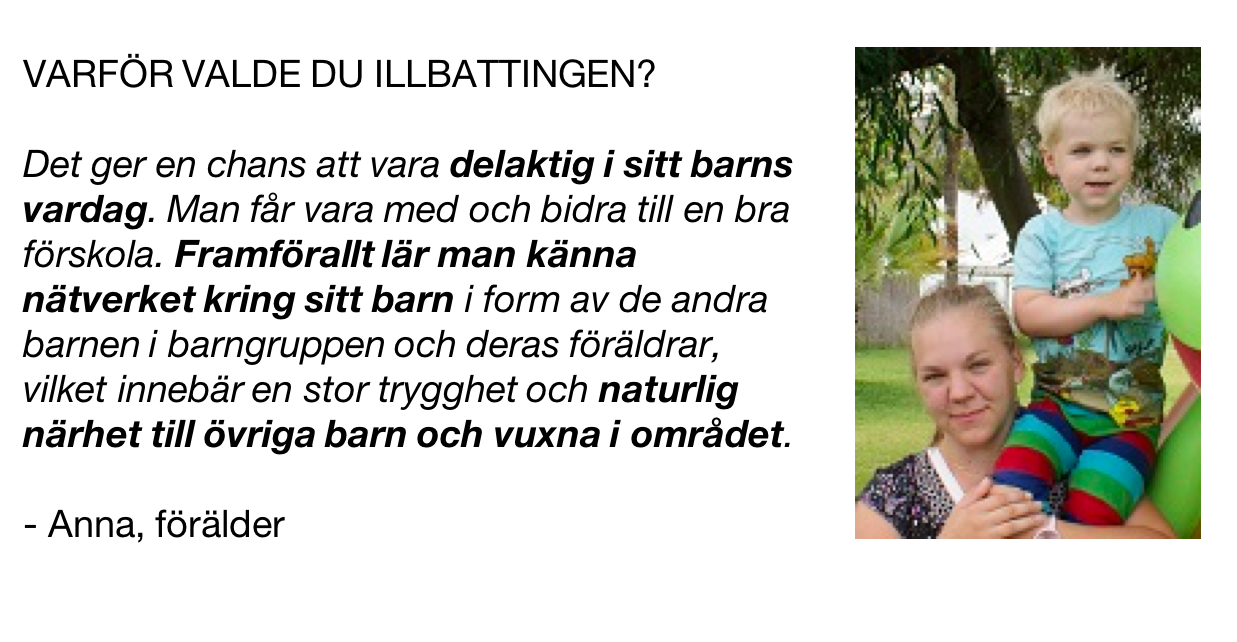 VARFÖR VALDE DU ILLBATTINGEN?
Det ger en chans att vara delaktig i sitt barns
vardag. Man får vara med och bidra till en bra
förskola. Framförallt lär man känna
nätverket kring sitt barn i form av de andra
barnen i barngruppen och deras föräldrar,
vilket innebär en stor trygghet och naturlig
närhet till övriga barn och vuxna i området.
- Anna, förälder